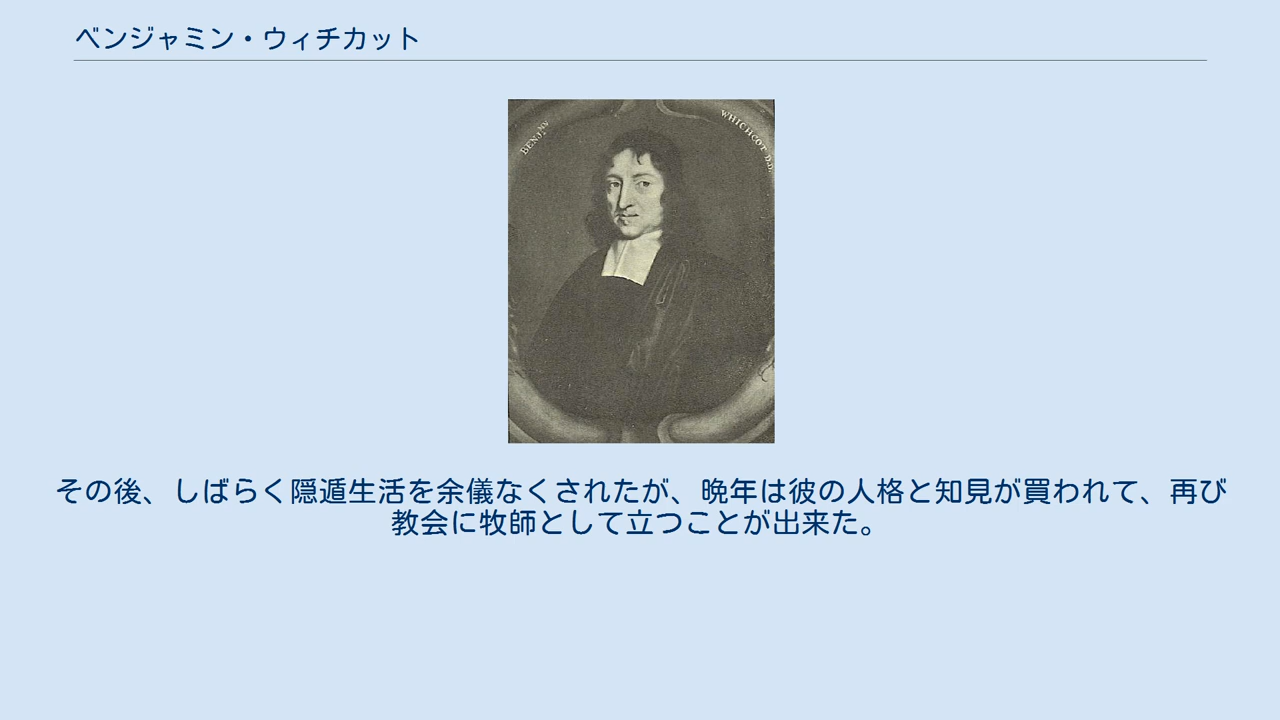 ベンジャミン・ウィチカット
BENJMN WHICHCOT D.D.
その後、しばらく隠遁生活を余儀なくされたが、晩年は彼の人格と知見が買われて、再び
教会に牧師として立つことが出来た。